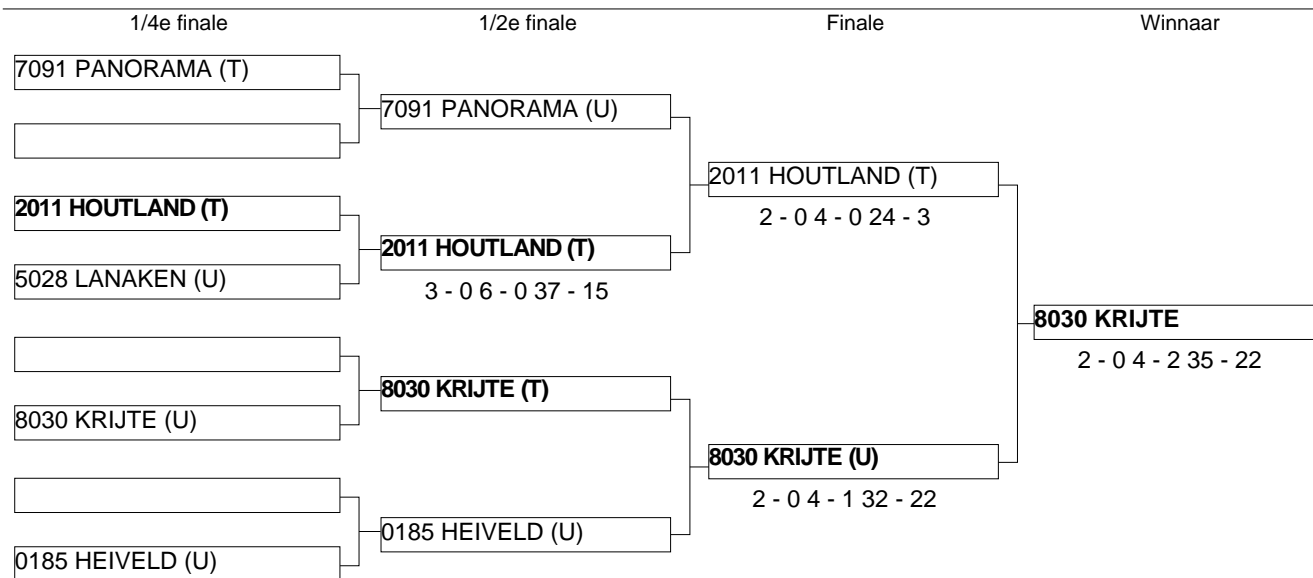 1/4e finale 1/2e finale Finale Winnaar
7091 PANORAMA (T)
7091 PANORAMA (U)
2011 HOUTLAND (T)
2 - 0 4 - 0 24 - 3
2011 HOUTLAND (T)
2011 HOUTLAND (T)
3 - 0 6 - 0 37 - 15
5028 LANAKEN (U)
8030 KRIJTE
2 - 0 4 - 2 35 - 22
8030 KRIJTE (T)
8030 KRIJTE (U)
8030 KRIJTE (U)
2 - 0 4 - 1 32 - 22
0185 HEIVELD (U)
0185 HEIVELD (U)